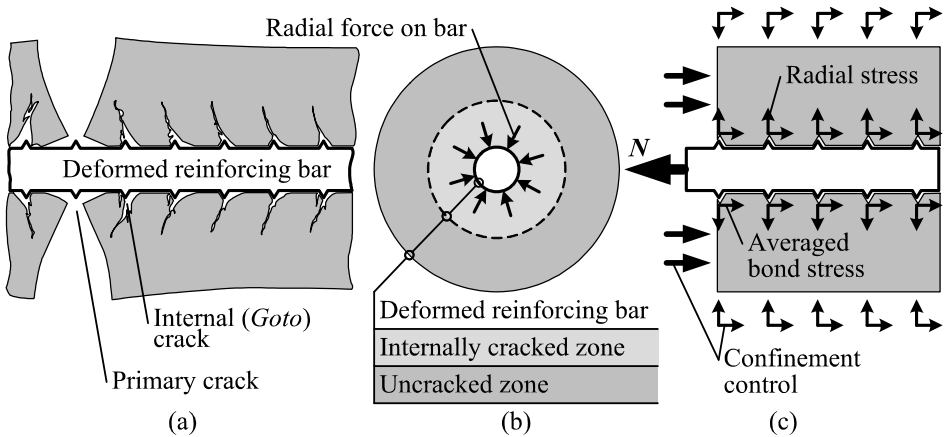 Deformed reinforcing bar
Internal (Goto)
crack
Primary crack
(a)
Radial force on bar
Deformed reinforcing bar
Internally cracked zone
Uncracked zone
(b)
N
Radial stress
Averaged
bond stress
Confinement
control
(c)